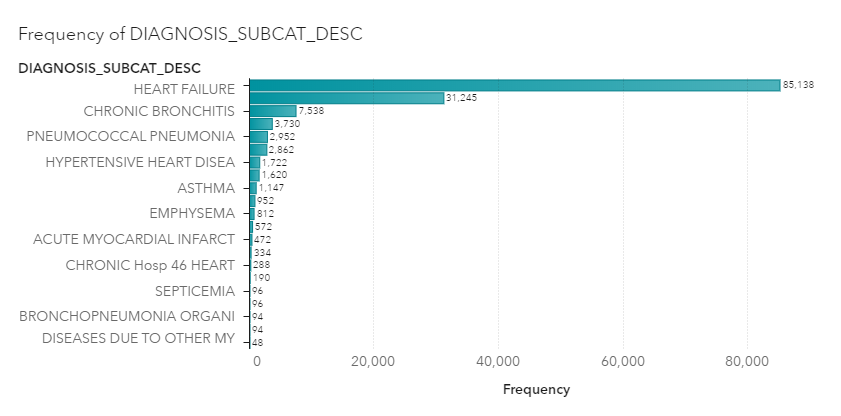 Frequency of DIAGNOSIS_SUBCAT_DESC
DIAGNOSIS_SUBCAT_DESC
HEART FAILURE 85,138
31,245
CHRONIC BRONCHITIS 7,538
3,730
PNEUMOCOCCAL PNEUMONIA 2,952
2,862
HYPERTENSIVE HEART DISEA 1,722
1,620
ASTHMA 1,147
952
EMPHYSEMA 812
572
ACUTE MYOCARDIAL INFARCT 472
334
CHRONIC Hosp 46 HEART 288
190
SEPTICEMIA 96
96
BRONCHOPNEUMONIA ORGANI 94
94
DISEASES DUE TO OTHER MY 48
0 20,000 40,000 60,000 80,000
Frequency